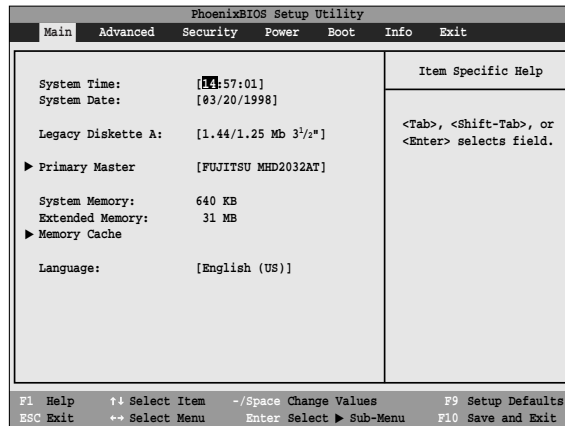 PhoenixBIOS Setup Utility
Main Advanced Security Power Boot Info Exit
Item Specific Help
System Time: [14:57:01]
System Date: [03/20/1998]
<Tab>, <Shift-Tab>, or
<Enter> selects field.
Legacy Diskette A: [1.44/1.25 Mb 3½"]
▶ Primary Master [FUJITSU MHD2032AT]
System Memory: 640 KB
Extended Memory: 31 MB
▶ Memory Cache
Language: [English (US)]
F1 Help ↑↓ Select Item -/Space Change Values F9 Setup Defaults
ESC Exit ←→ Select Menu Enter Select ▶ Sub-Menu F10 Save and Exit